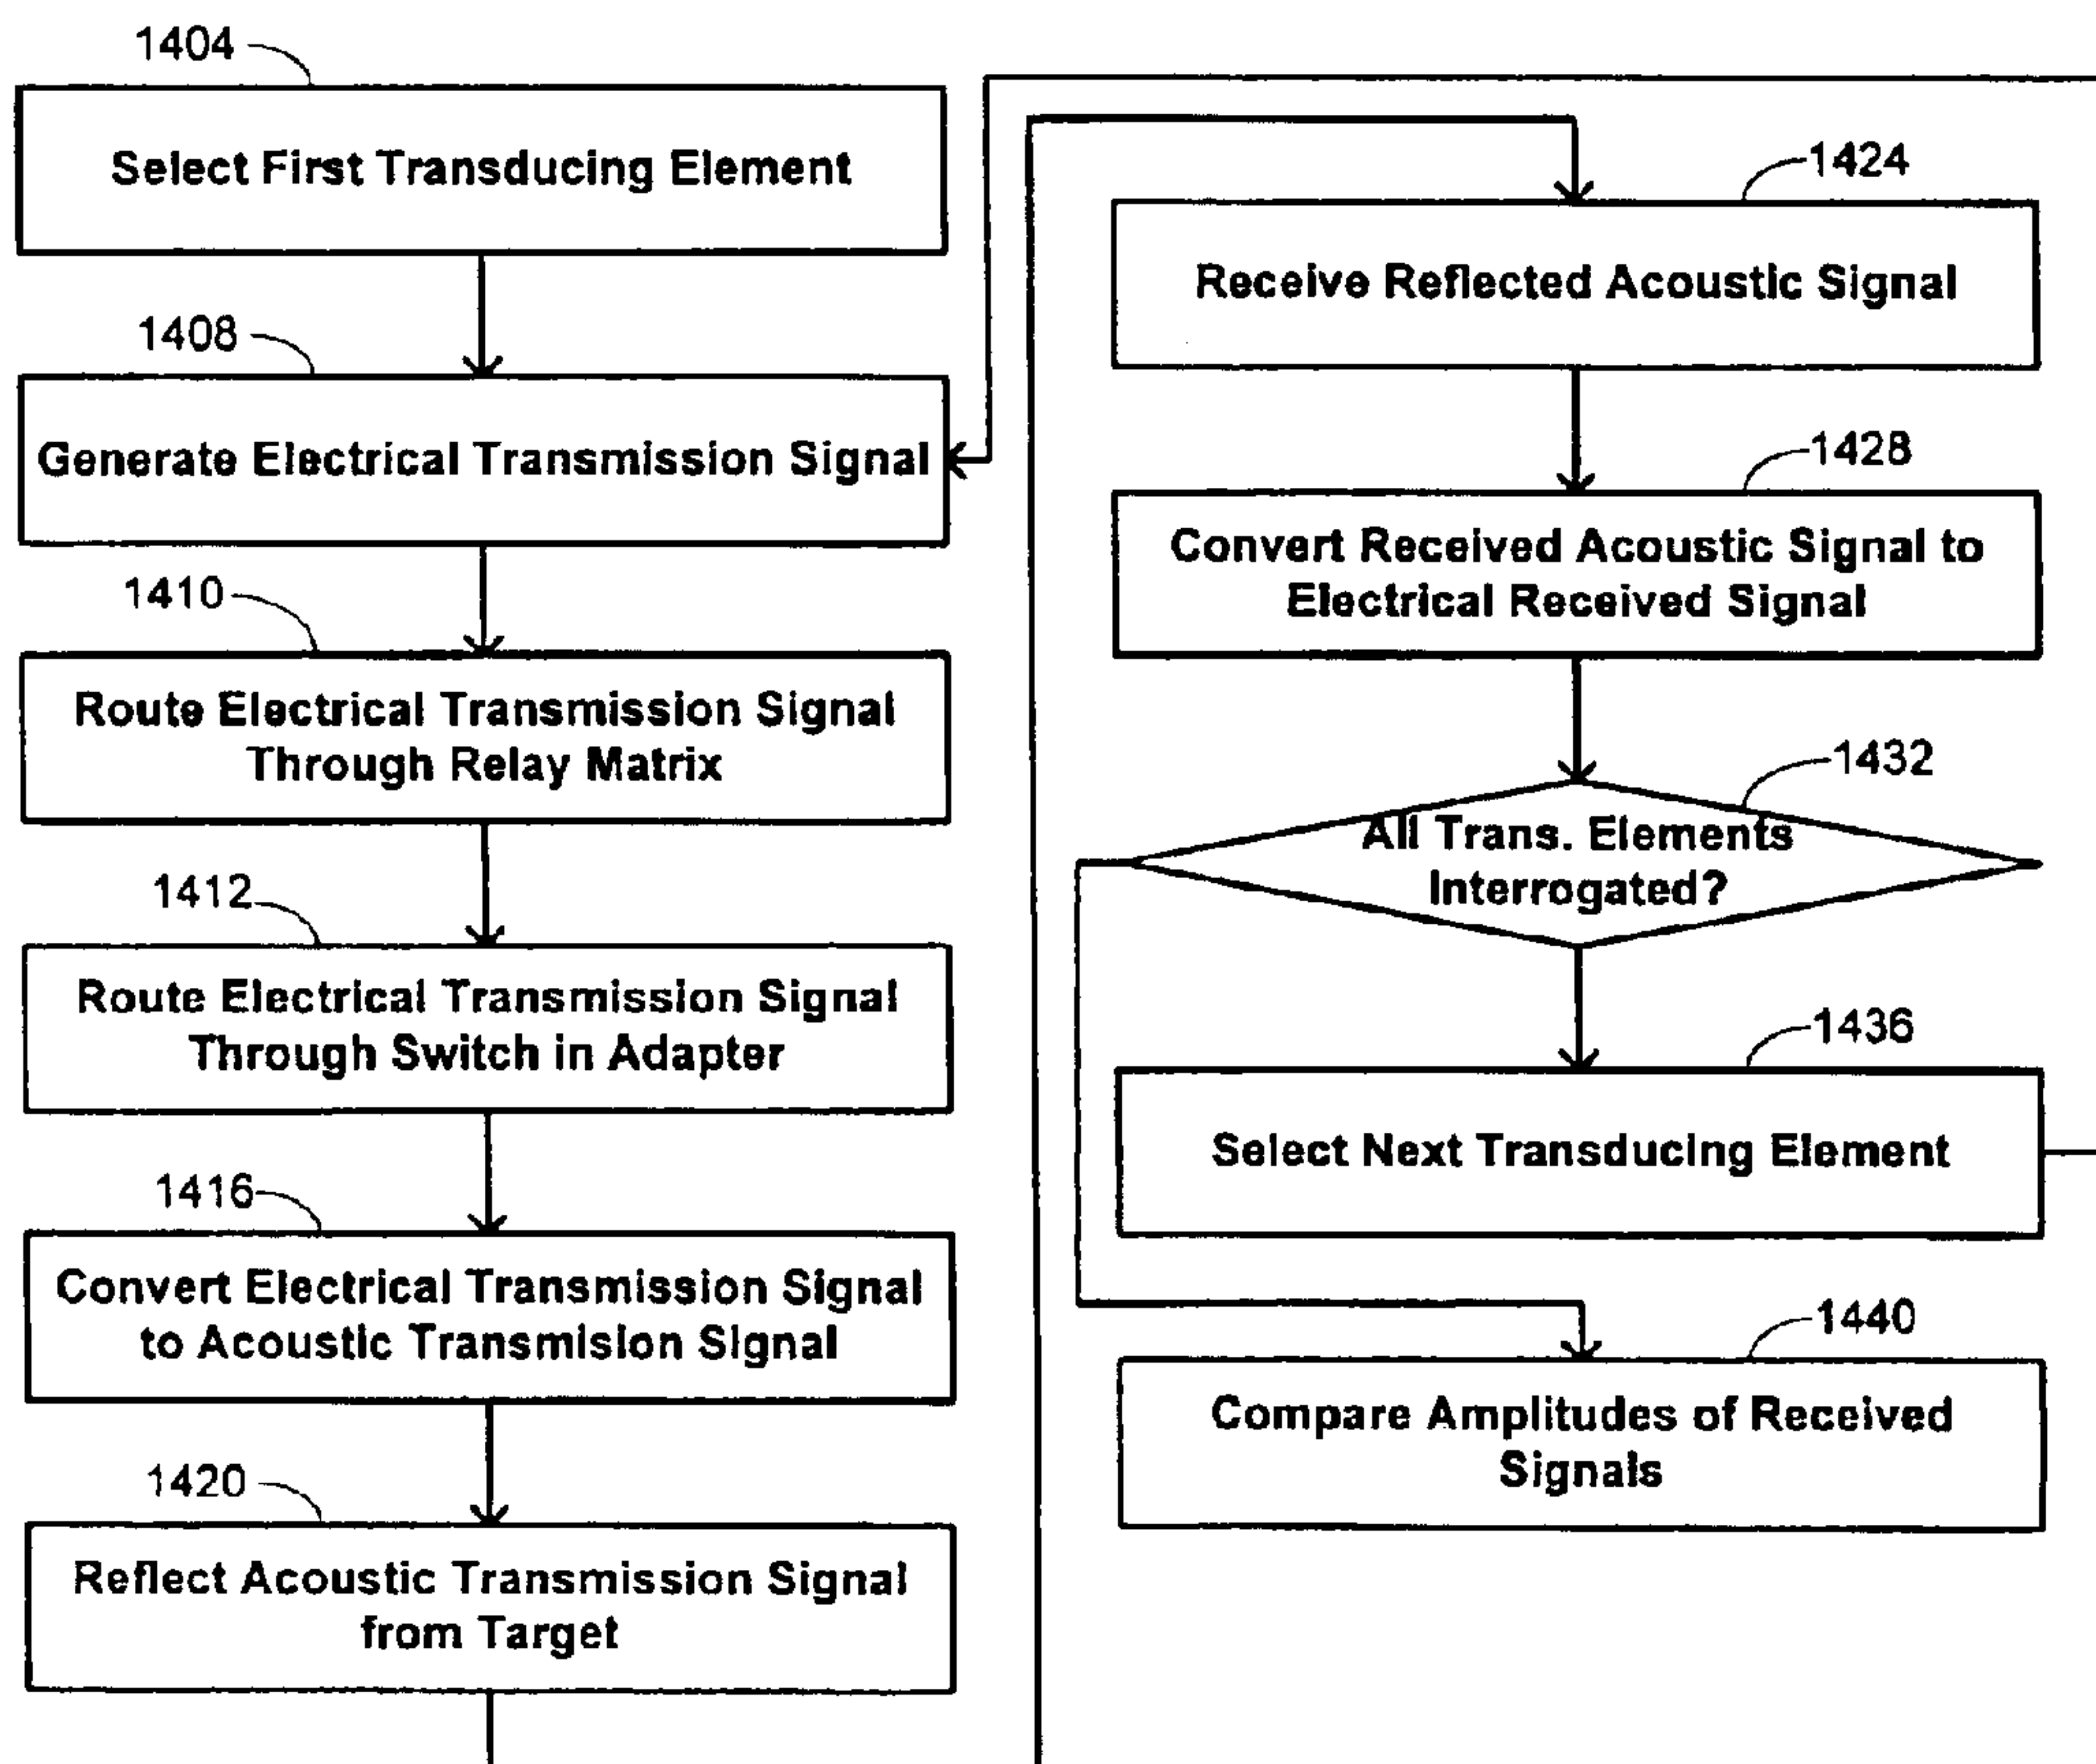 1404
Select First Transducing Element
1408
Generate Electrical Transmission Signal
1410
Route Electrical Transmission Signal
Through Relay Matrix
1412
Route Electrical Transmission Signal
Through Switch in Adapter
1416
Convert Electrical Transmission Signal
to Acoustic Transmision Signal
1420
Reflect Acoustic Transmission Signal
from Target
1424
Receive Reflected Acoustic Signal
1428
Convert Received Acoustic Signal to
Electrical Received Signal
1432
All Trans. Elements
Interrogated?
1436
Select Next Transducing Element
1440
Compare Amplitudes of Received
Signals